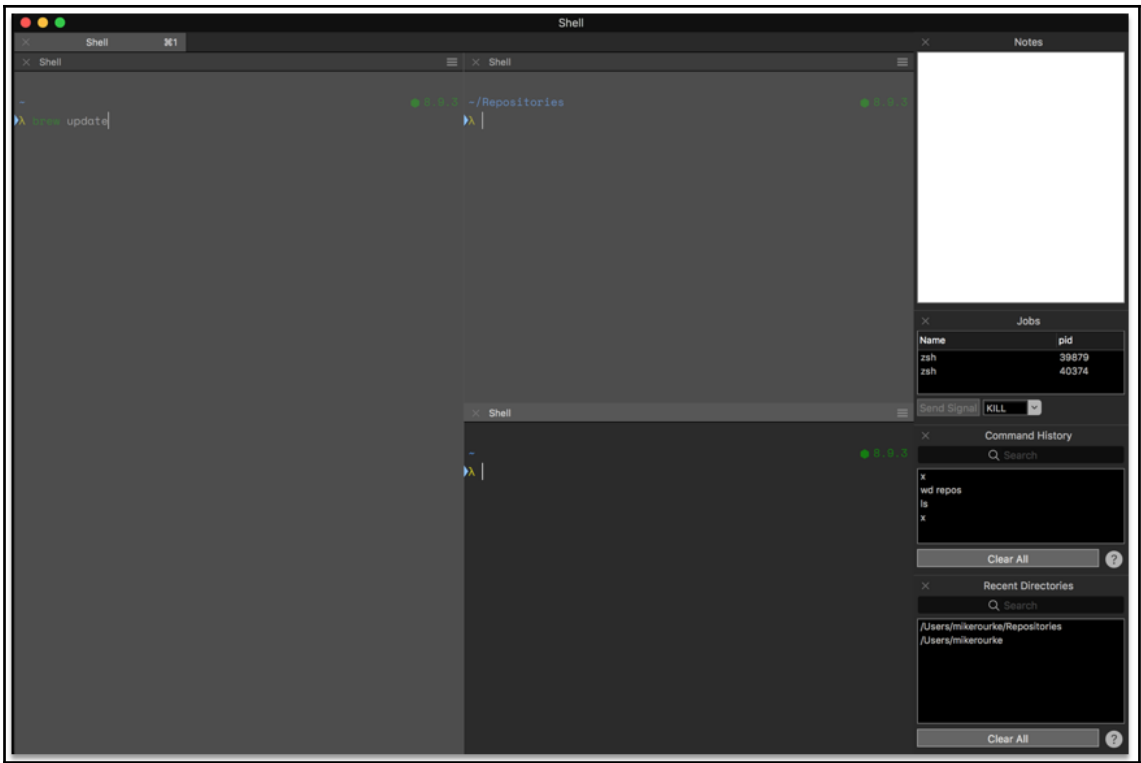 Shell
Shell ⌘1
Shell
~ 8.9.3
λ brew update
Shell
~/Repositories 8.9.3
λ
Shell
~ 8.9.3
λ
Notes
Jobs
Name pid
zsh 39879
zsh 40374
Send Signal KILL
Command History
Search
x
wd repos
ls
x
Clear All ?
Recent Directories
Search
/Users/mikerourke/Repositories
/Users/mikerourke
Clear All ?